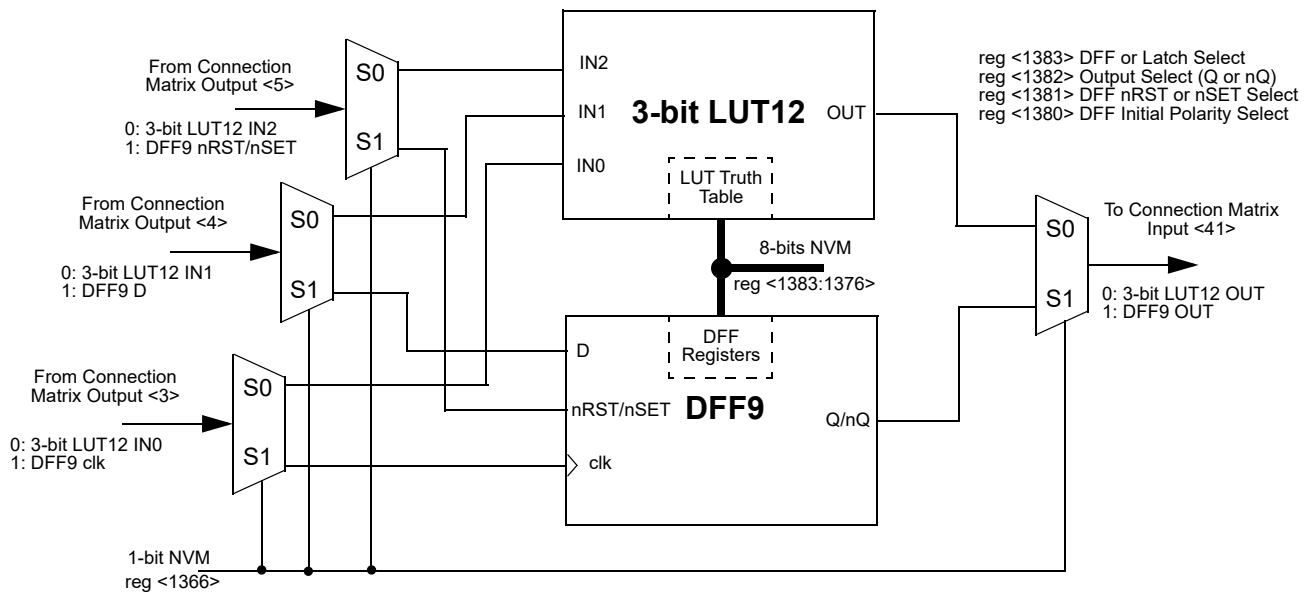 From Connection
Matrix Output <5>
0: 3-bit LUT12 IN2
1: DFF9 nRST/nSET
S0
S1
From Connection
Matrix Output <4>
0: 3-bit LUT12 IN1
1: DFF9 D
S0
S1
From Connection
Matrix Output <3>
0: 3-bit LUT12 IN0
1: DFF9 clk
S0
S1
1-bit NVM
reg <1366>
IN2
IN1
IN0
3-bit LUT12
OUT
LUT Truth
Table
8-bits NVM
reg <1383:1376>
DFF
Registers
D
nRST/nSET
clk
DFF9
Q/nQ
reg <1383> DFF or Latch Select
reg <1382> Output Select (Q or nQ)
reg <1381> DFF nRST or nSET Select
reg <1380> DFF Initial Polarity Select
S0
S1
To Connection Matrix
Input <41>
0: 3-bit LUT12 OUT
1: DFF9 OUT